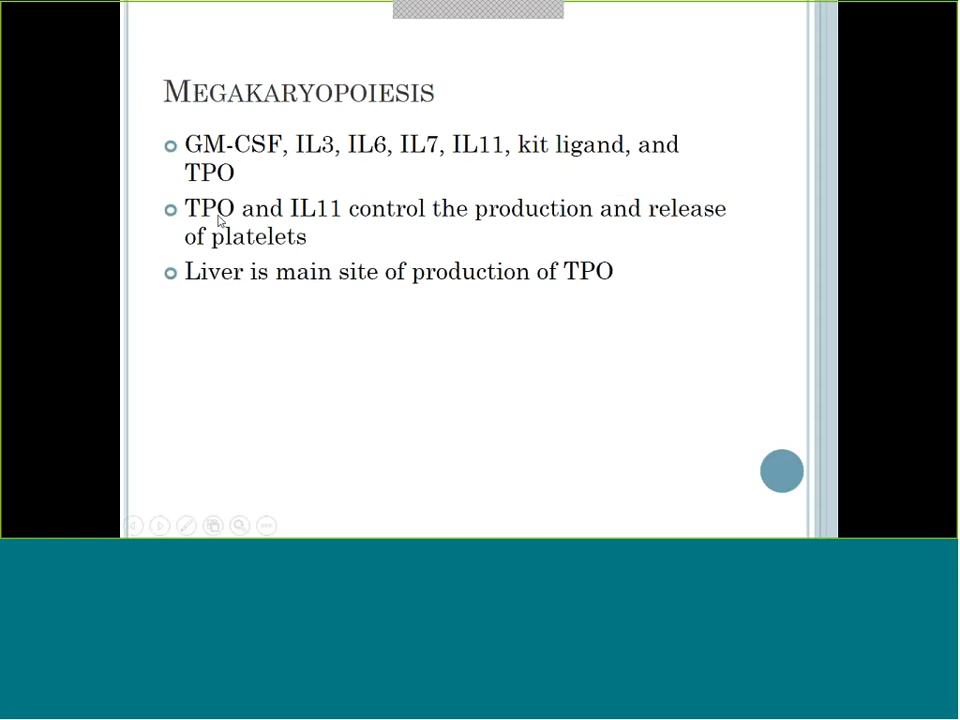 MEGAKARYOPOIESIS
GM-CSF, IL3, IL6, IL7, IL11, kit ligand, and
TPO
TPO and IL11 control the production and release
of platelets
Liver is main site of production of TPO